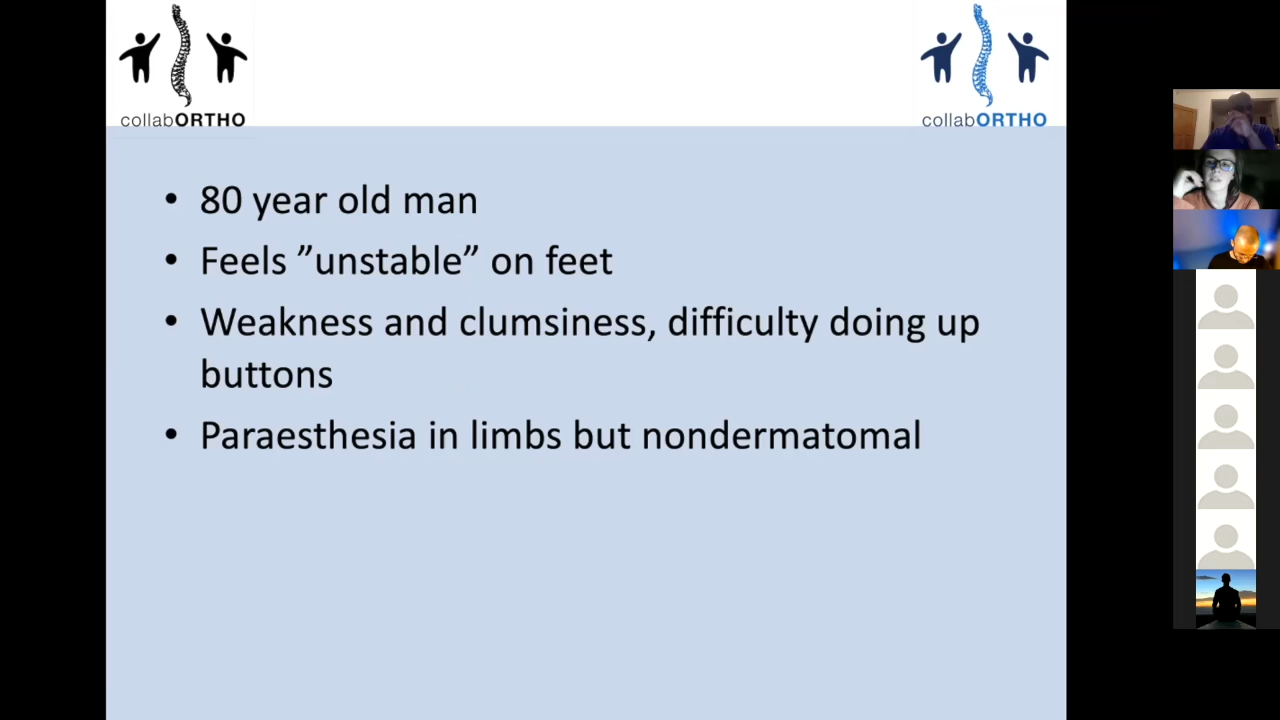 collabORTHO
collabORTHO
• 80 year old man
• Feels ”unstable” on feet
• Weakness and clumsiness, difficulty doing up
buttons
• Paraesthesia in limbs but nondermatomal